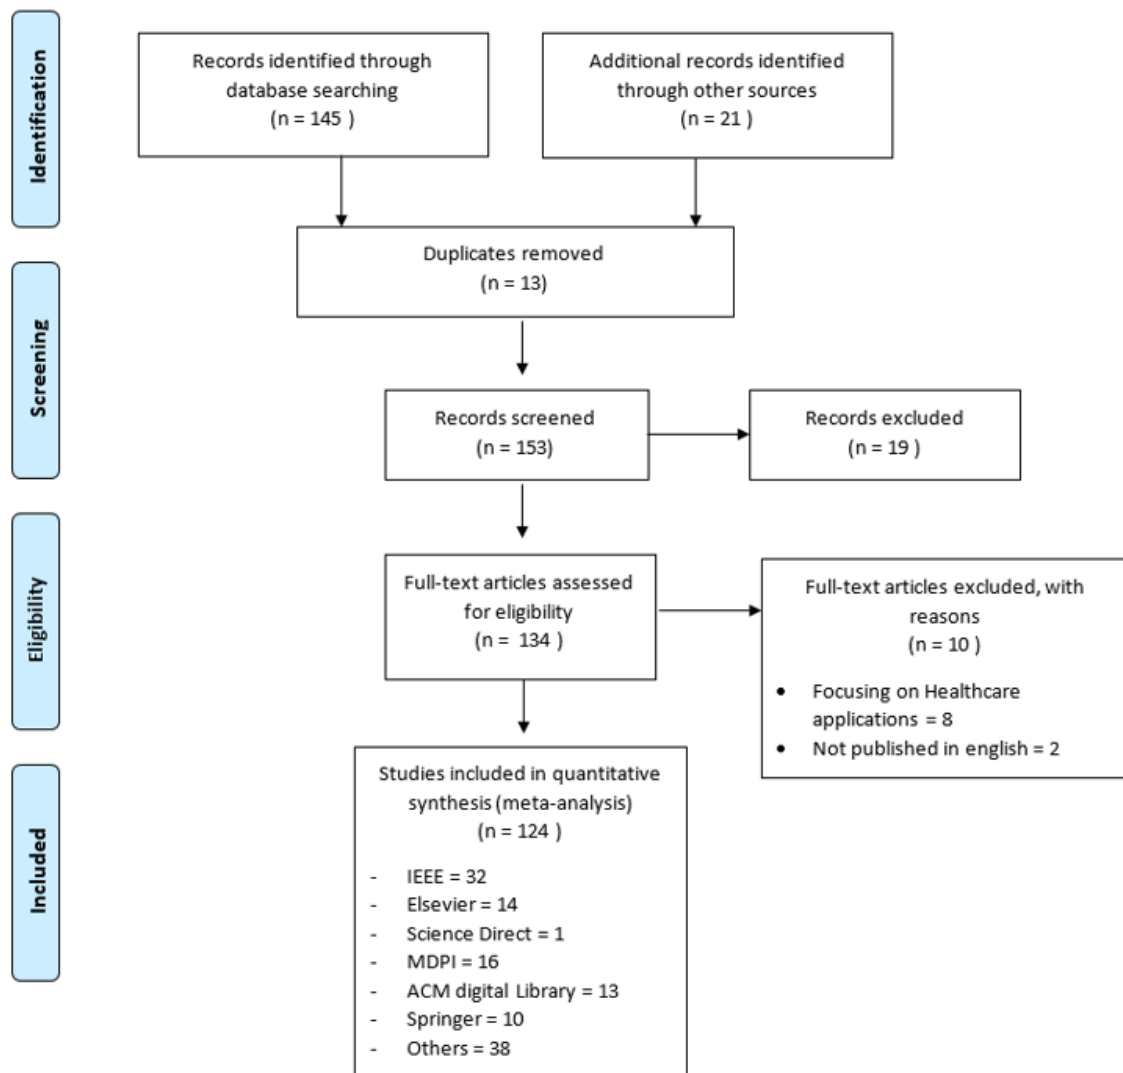 Identification
Records identified through
database searching
(n = 145 )
Additional records identified
through other sources
(n = 21 )
Duplicates removed
(n = 13)
Screening
Records screened
(n = 153)
Records excluded
(n = 19 )
Eligibility
Full-text articles assessed
for eligibility
(n = 134 )
Full-text articles excluded, with
reasons
(n = 10 )
• Focusing on Healthcare
applications = 8
• Not published in english = 2
Included
Studies included in quantitative
synthesis (meta-analysis)
(n = 124 )
- IEEE = 32
- Elsevier = 14
- Science Direct = 1
- MDPI = 16
- ACM digital Library = 13
- Springer = 10
- Others = 38